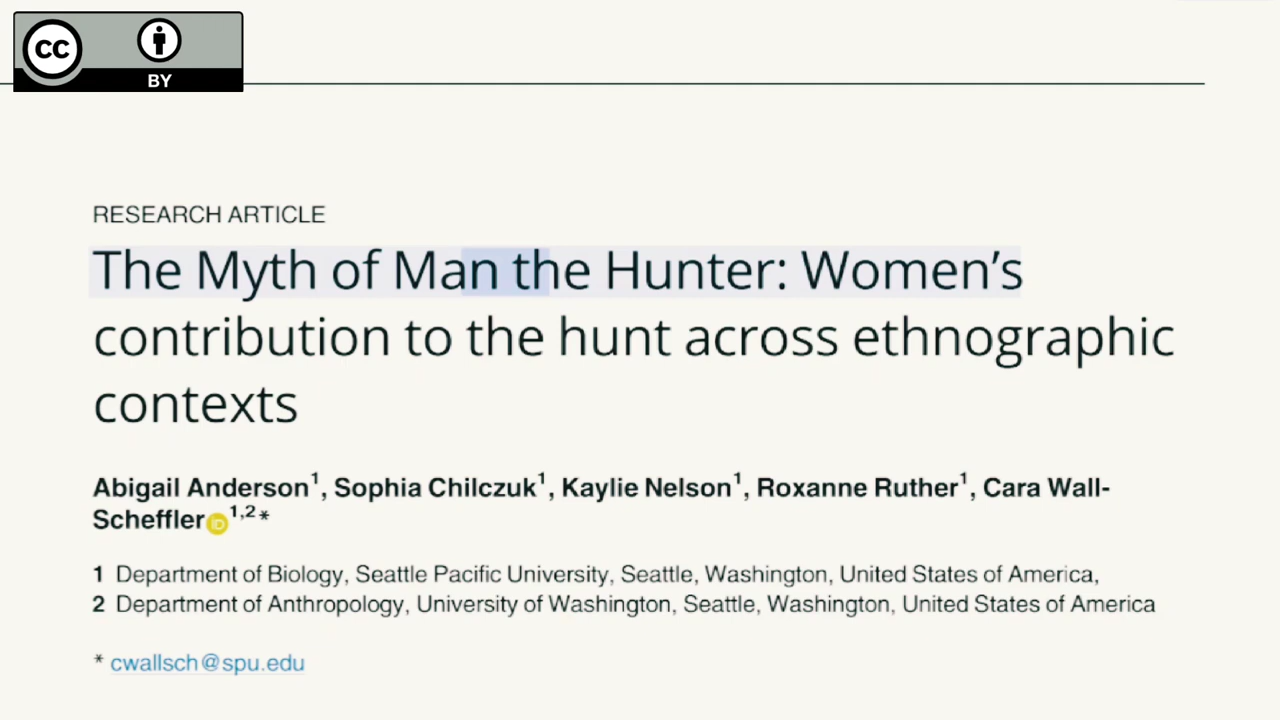 CC
BY
RESEARCH ARTICLE
The Myth of Man the Hunter: Women’s
contribution to the hunt across ethnographic
contexts
Abigail Anderson1, Sophia Chilczuk1, Kaylie Nelson1, Roxanne Ruther1, Cara Wall-
Scheffler iD 1,2*
1 Department of Biology, Seattle Pacific University, Seattle, Washington, United States of America,
2 Department of Anthropology, University of Washington, Seattle, Washington, United States of America
* cwallsch@spu.edu